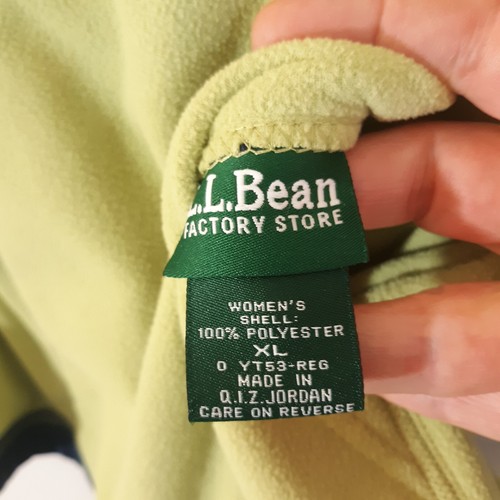 L.L.Bean
FACTORY STORE
WOMEN'S
SHELL:
100% POLYESTER
XL
0 YT53-REG
MADE IN
Q.I.Z.JORDAN
CARE ON REVERSE